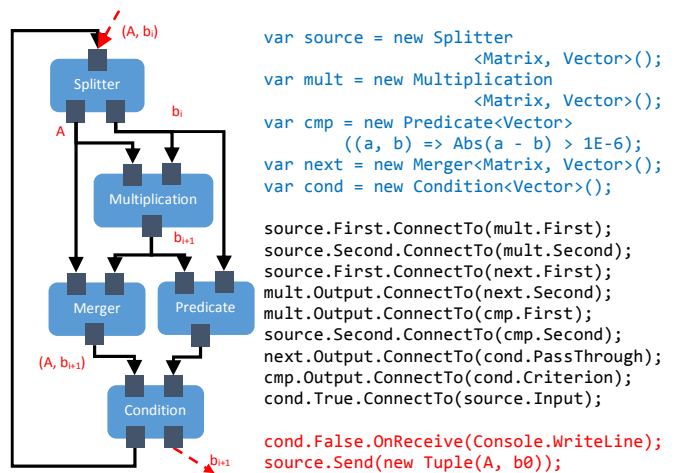 (A, bi)
Splitter
A
bi
Multiplication
bi+1
Merger
Predicate
(A, bi+1)
Condition
bi+1
var source = new Splitter
<Matrix, Vector>();
var mult = new Multiplication
<Matrix, Vector>();
var cmp = new Predicate<Vector>
((a, b) => Abs(a - b) > 1E-6);
var next = new Merger<Matrix, Vector>();
var cond = new Condition<Vector>();
source.First.ConnectTo(mult.First);
source.Second.ConnectTo(mult.Second);
source.First.ConnectTo(next.First);
mult.Output.ConnectTo(next.Second);
mult.Output.ConnectTo(cmp.First);
source.Second.ConnectTo(cmp.Second);
next.Output.ConnectTo(cond.PassThrough);
cmp.Output.ConnectTo(cond.Criterion);
cond.True.ConnectTo(source.Input);
cond.False.OnReceive(Console.WriteLine);
source.Send(new Tuple(A, b0));